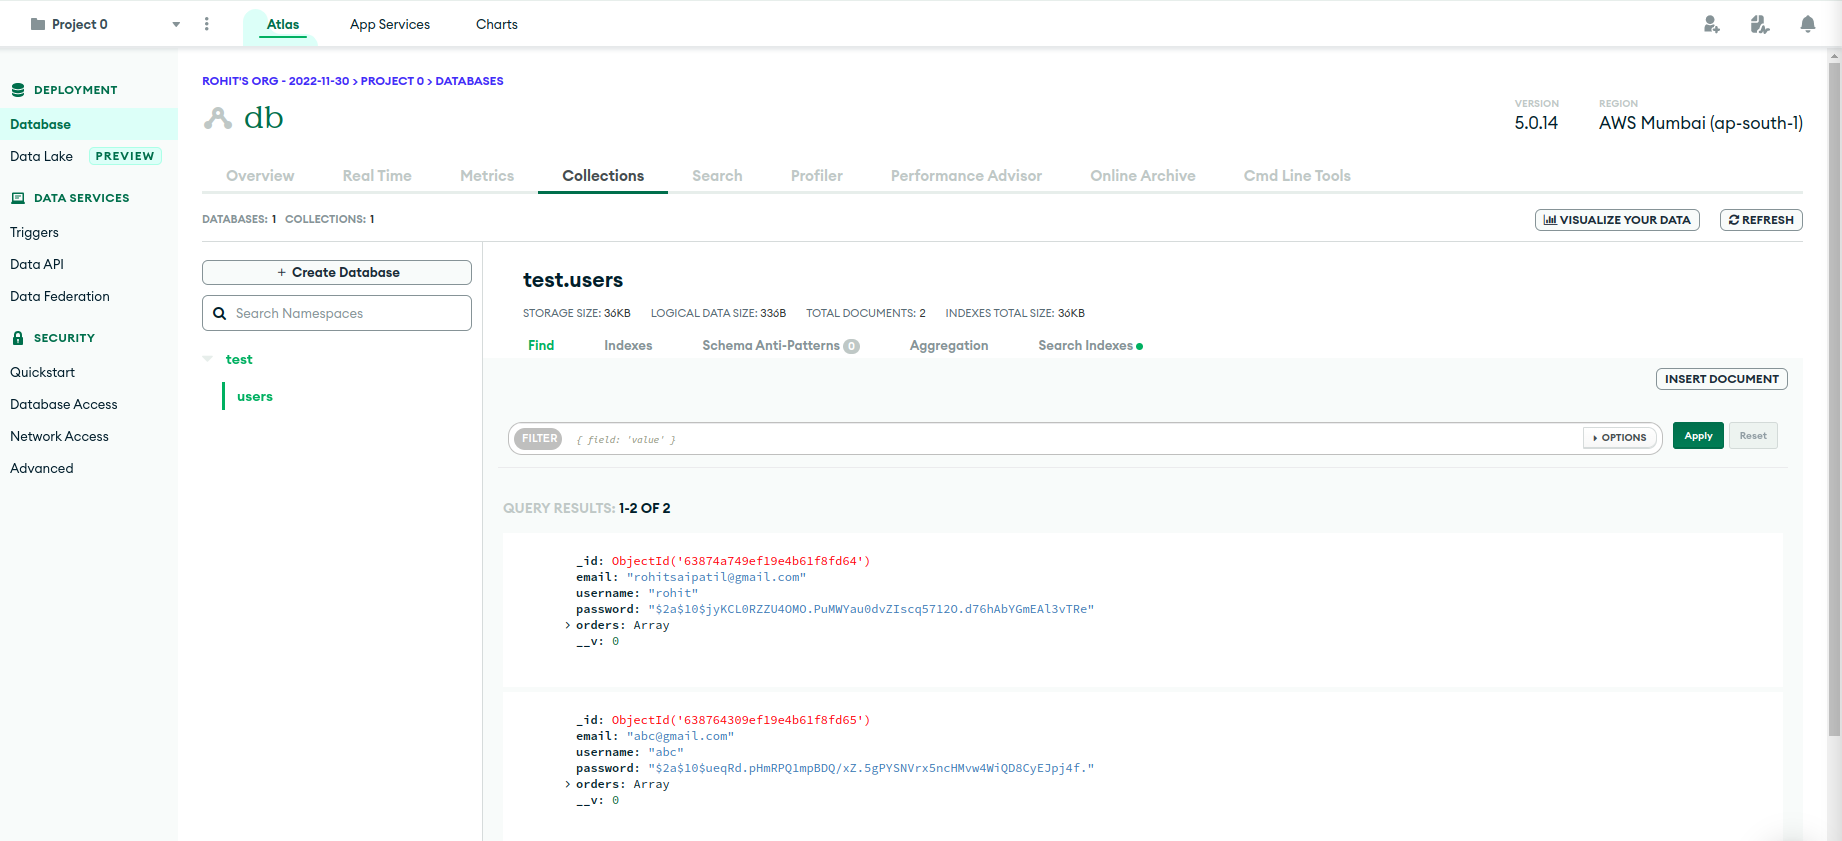 Project 0
Atlas
App Services
Charts
DEPLOYMENT
Database
Data Lake PREVIEW
DATA SERVICES
Triggers
Data API
Data Federation
SECURITY
Quickstart
Database Access
Network Access
Advanced
ROHIT'S ORG - 2022-11-30 > PROJECT 0 > DATABASES
db
VERSION
5.0.14
REGION
AWS Mumbai (ap-south-1)
Overview Real Time Metrics Collections Search Profiler Performance Advisor Online Archive Cmd Line Tools
DATABASES: 1 COLLECTIONS: 1
VISUALIZE YOUR DATA
REFRESH
+ Create Database
Search Namespaces
test
users
test.users
STORAGE SIZE: 36KB LOGICAL DATA SIZE: 336B TOTAL DOCUMENTS: 2 INDEXES TOTAL SIZE: 36KB
Find Indexes Schema Anti-Patterns 0 Aggregation Search Indexes
INSERT DOCUMENT
FILTER { field: 'value' }
OPTIONS
Apply
Reset
QUERY RESULTS: 1-2 OF 2
_id: ObjectId('63874a749ef19e4b61f8fd64')
email: "rohitsaipatil@gmail.com"
username: "rohit"
password: "$2a$10$jyKCL0RZZU4OMO.PuMWYau0dvZIscq5712O.d76hAbYGmEAl3vTRe"
> orders: Array
__v: 0
_id: ObjectId('638764309ef19e4b61f8fd65')
email: "abc@gmail.com"
username: "abc"
password: "$2a$10$ueqRd.pHmRPQ1mpBDQ/xZ.5gPYSNVrx5ncHMvw4WiQD8CyEJpj4f."
> orders: Array
__v: 0